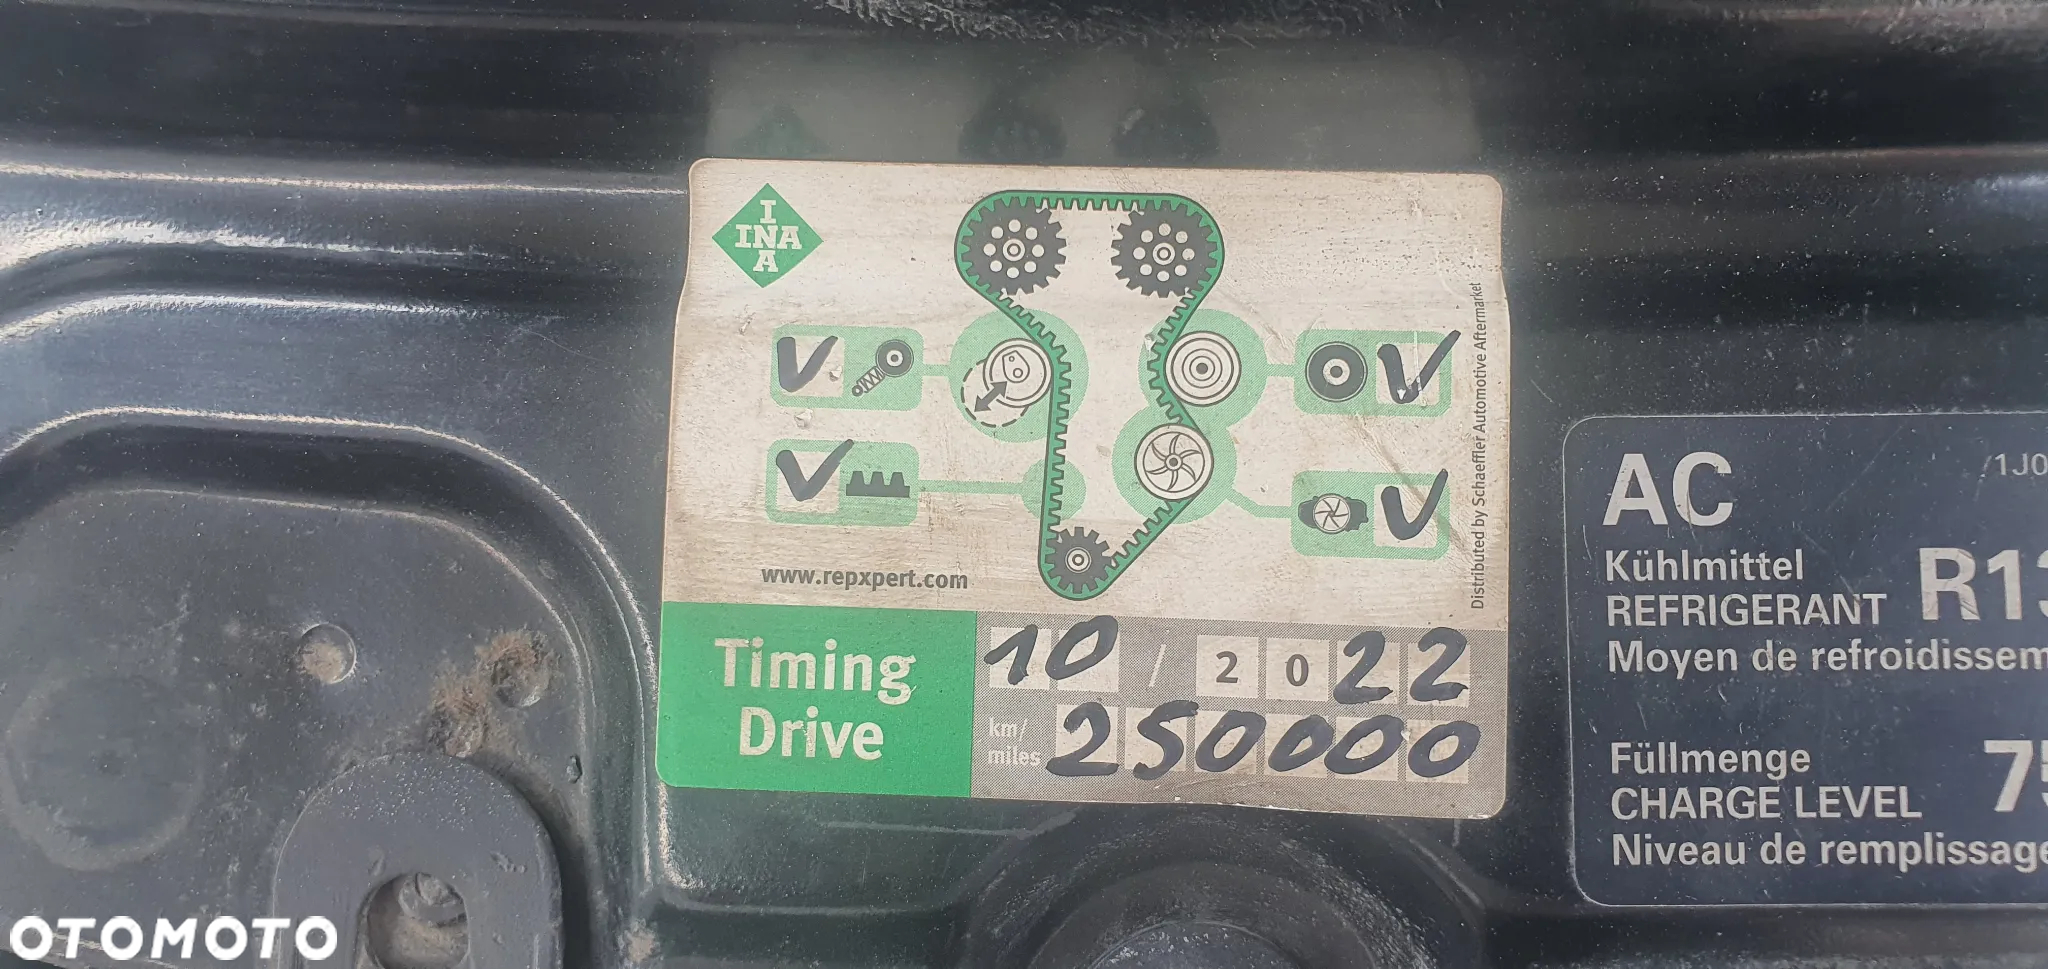 I
INA
A
www.repxpert.com
Distributed by Schaeffler Automotive Aftermarket
Timing
Drive
10 / 2022
km/
miles
250000
AC
/1J0
Kühlmittel
REFRIGERANT
Moyen de refroidissem
R13
Füllmenge
CHARGE LEVEL
Niveau de remplissage
75
OTOMOTO